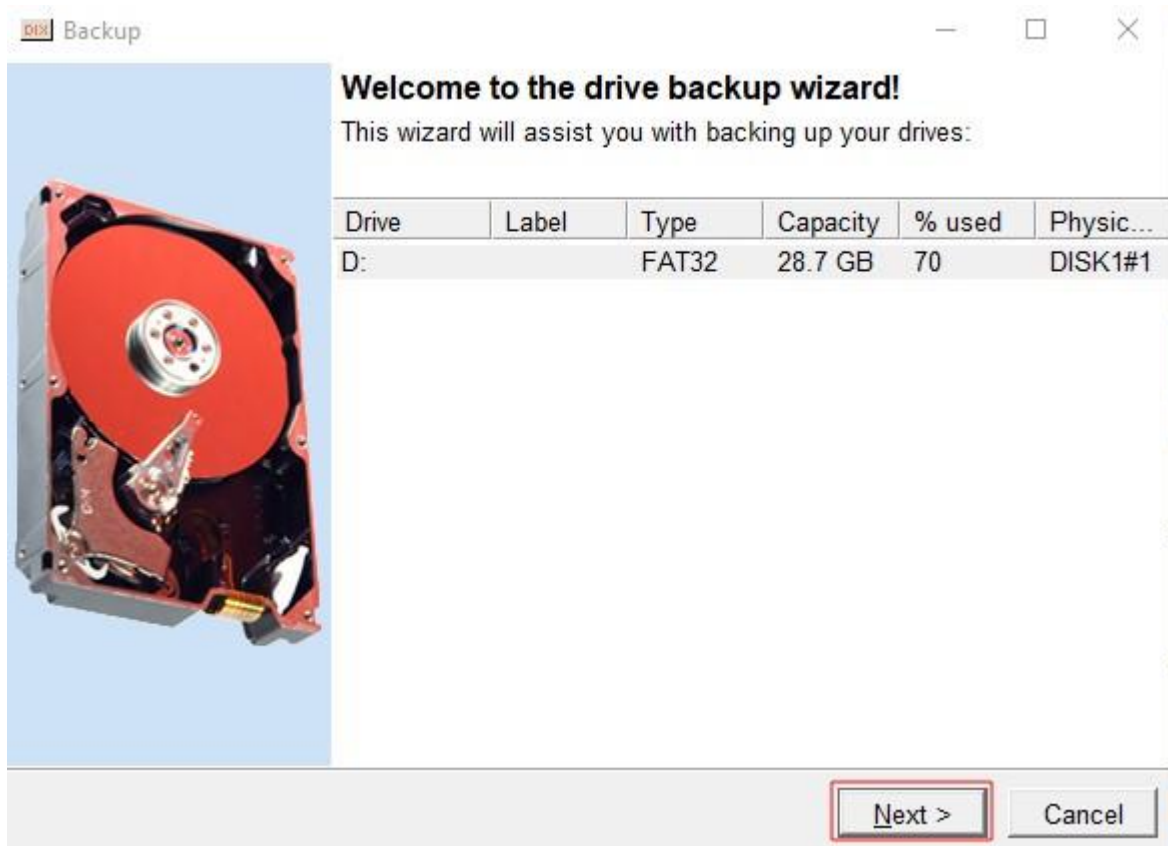 DIX Backup
Welcome to the drive backup wizard!
This wizard will assist you with backing up your drives:
Drive Label Type Capacity % used Physic...
D: FAT32 28.7 GB 70 DISK1#1
Next > Cancel